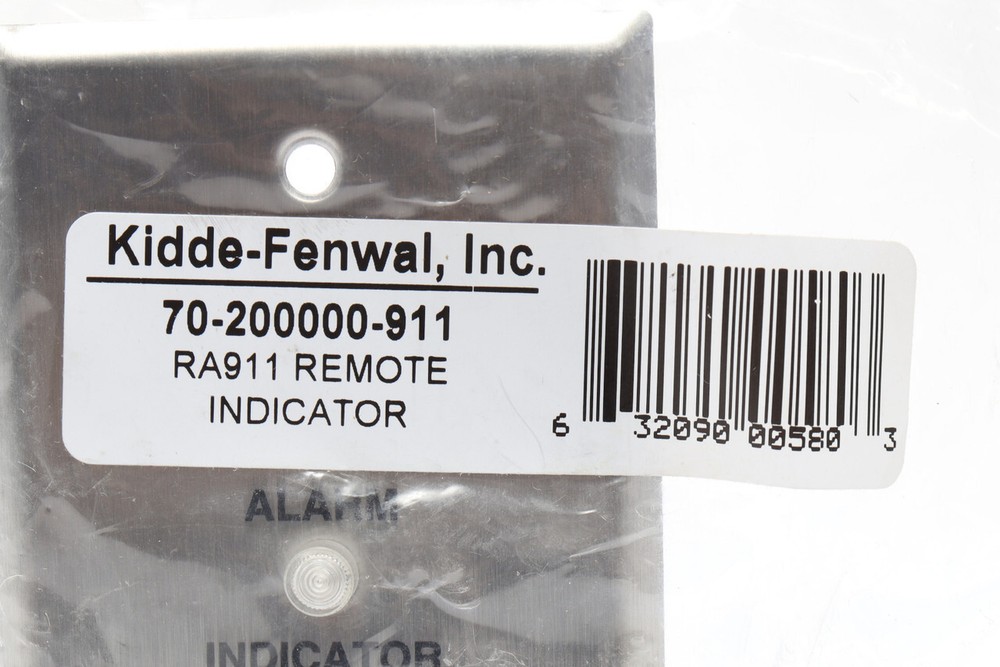 Kidde-Fenwal, Inc.
70-200000-911
RA911 REMOTE
INDICATOR
6 32090 00580 3
ALARM
INDICATOR